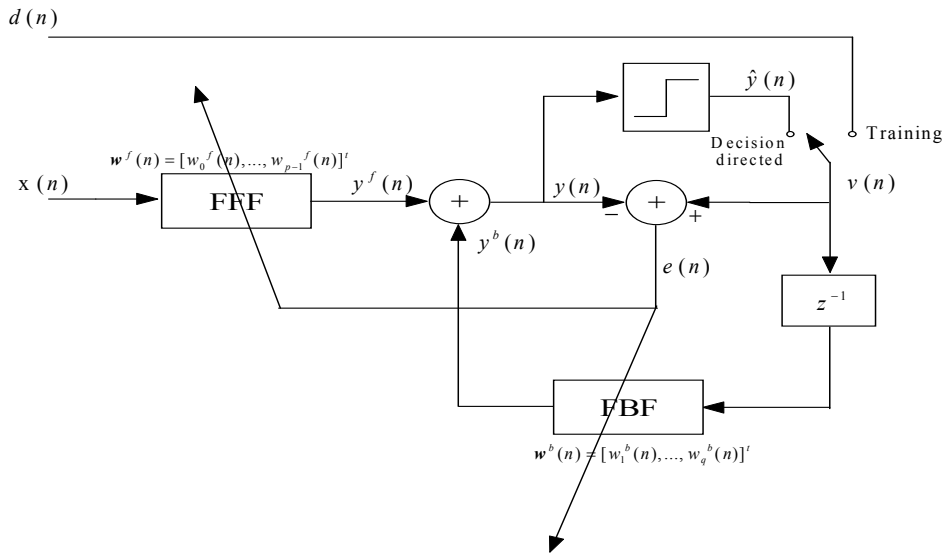 d(n)
ŷ(n)
Training
Decision
directed
w^f(n) = [w_0^f(n),..., w_{p-1}^f(n)]^t
x(n)
FFF
y^f(n)
+
y(n)
−
+
+
v(n)
y^b(n)
e(n)
z^{-1}
FBF
w^b(n) = [w_1^b(n),..., w_q^b(n)]^t